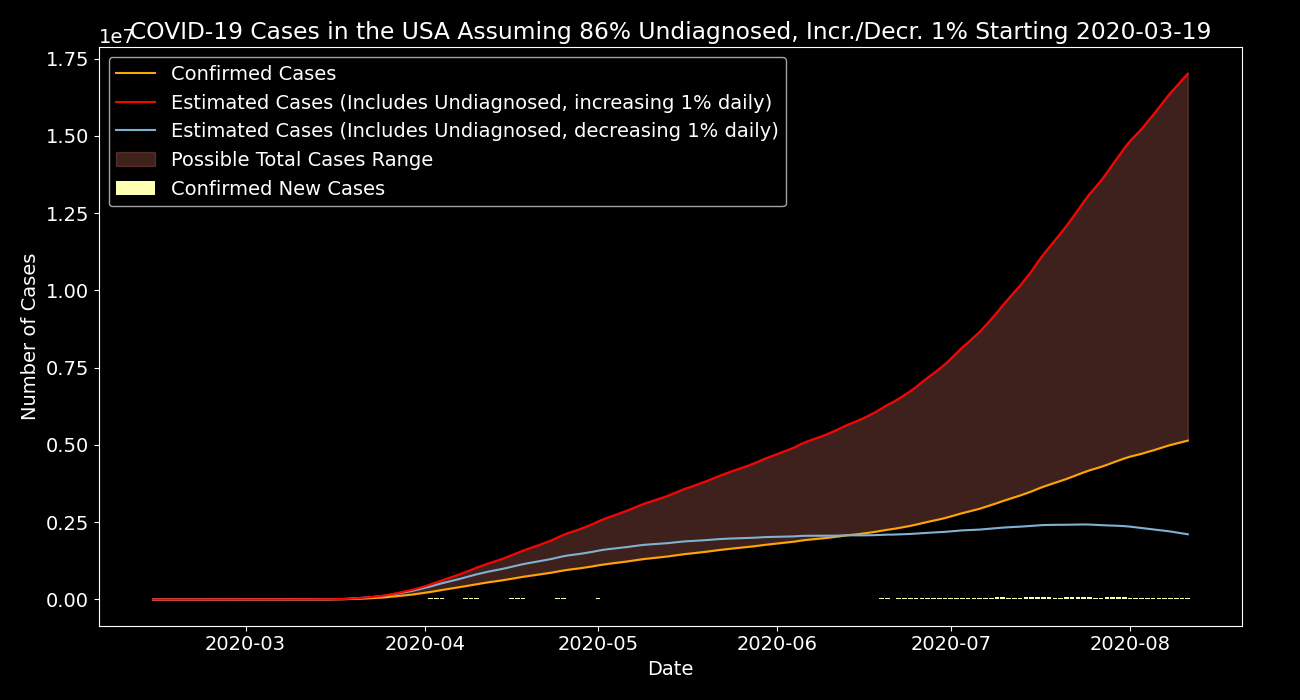 COVID-19 Cases in the USA Assuming 86% Undiagnosed, Incr./Decr. 1% Starting 2020-03-19
1e7
Confirmed Cases
Estimated Cases (Includes Undiagnosed, increasing 1% daily)
Estimated Cases (Includes Undiagnosed, decreasing 1% daily)
Possible Total Cases Range
Confirmed New Cases
Number of Cases
1.75
1.50
1.25
1.00
0.75
0.50
0.25
0.00
2020-03 2020-04 2020-05 2020-06 2020-07 2020-08
Date